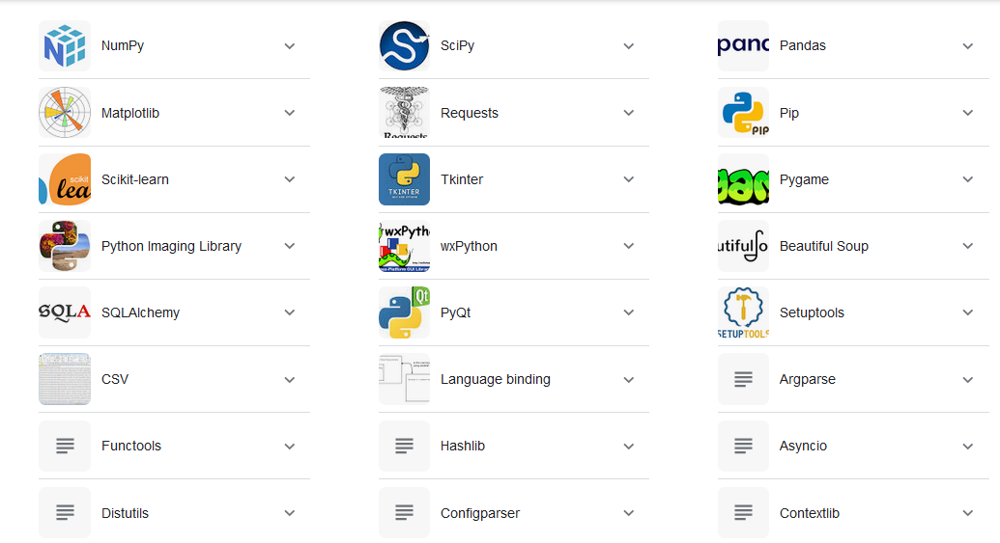 NumPy
SciPy
panc
Pandas
Matplotlib
Requests
Requests
PIP
Pip
scikit
lea
Scikit-learn
TKINTER
Tkinter
Pygame
Python Imaging Library
wxPyth
wxPython
utifulSo
Beautiful Soup
SQLA
SQLAlchemy
Qt
PyQt
SETUPTOOLS
Setuptools
CSV
Language binding
Argparse
Functools
Hashlib
Asyncio
Distutils
Configparser
Contextlib